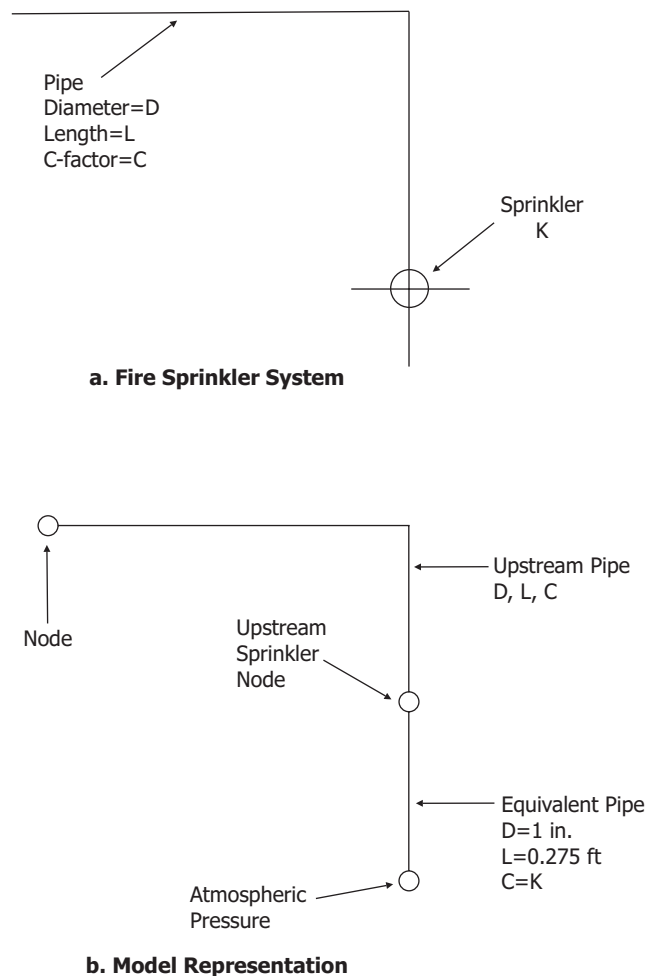 Pipe
Diameter=D
Length=L
C-factor=C
Sprinkler
K
a. Fire Sprinkler System
Upstream Pipe
D, L, C
Node
Upstream
Sprinkler
Node
Equivalent Pipe
D=1 in.
L=0.275 ft
C=K
Atmospheric
Pressure
b. Model Representation